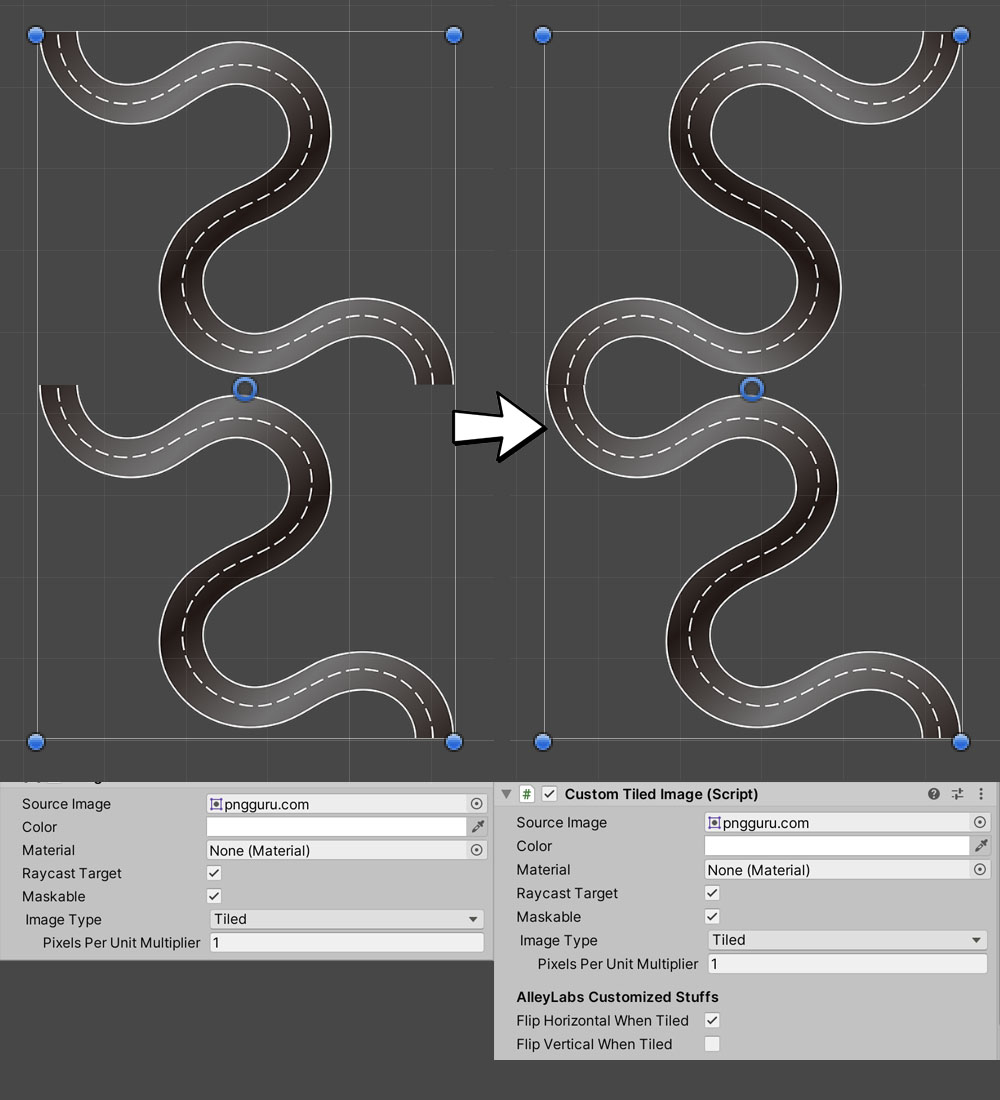 Source Image
pngguru.com
Color
Material
None (Material)
Raycast Target
Maskable
Image Type
Tiled
Pixels Per Unit Multiplier
1
# Custom Tiled Image (Script)
Source Image
pngguru.com
Color
Material
None (Material)
Raycast Target
Maskable
Image Type
Tiled
Pixels Per Unit Multiplier
1
AlleyLabs Customized Stuffs
Flip Horizontal When Tiled
Flip Vertical When Tiled